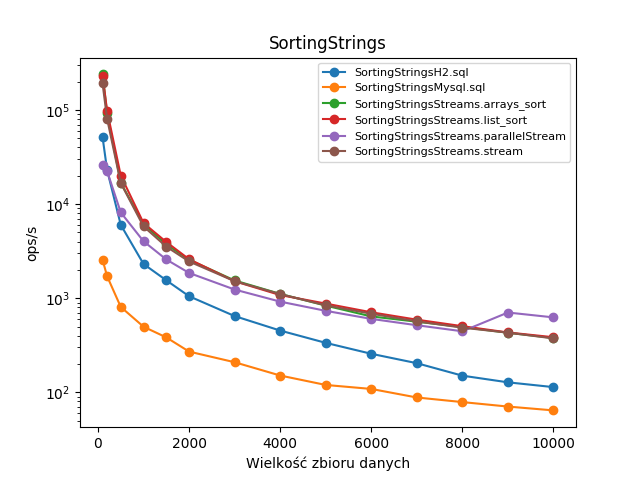 SortingStrings
SortingStringsH2.sql
SortingStringsMysql.sql
SortingStringsStreams.arrays_sort
SortingStringsStreams.list_sort
SortingStringsStreams.parallelStream
SortingStringsStreams.stream
ops/s
10⁵
10⁴
10³
10²
0 2000 4000 6000 8000 10000
Wielkość zbioru danych